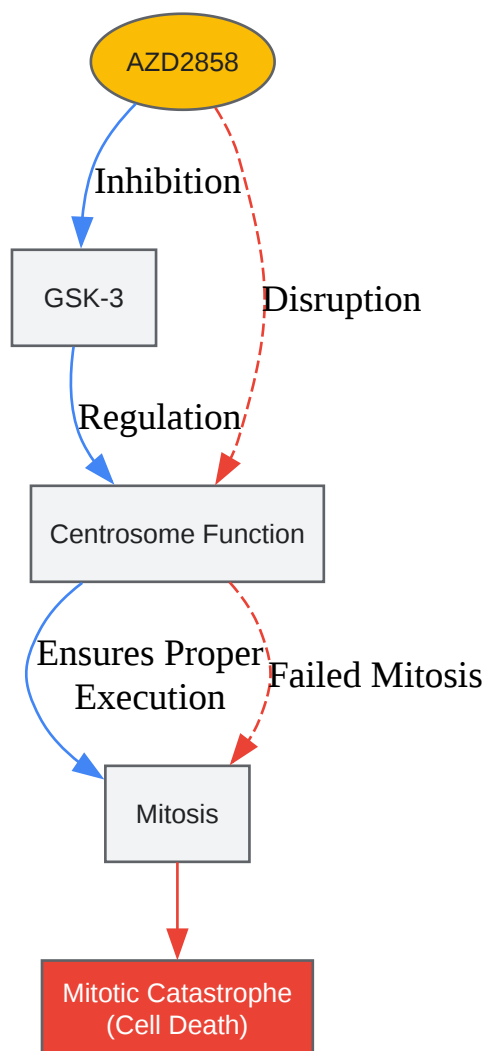 AZD2858
Inhibition
GSK-3
Disruption
Regulation
Centrosome Function
Ensures Proper
Execution
Failed Mitosis
Mitosis
Mitotic Catastrophe
(Cell Death)